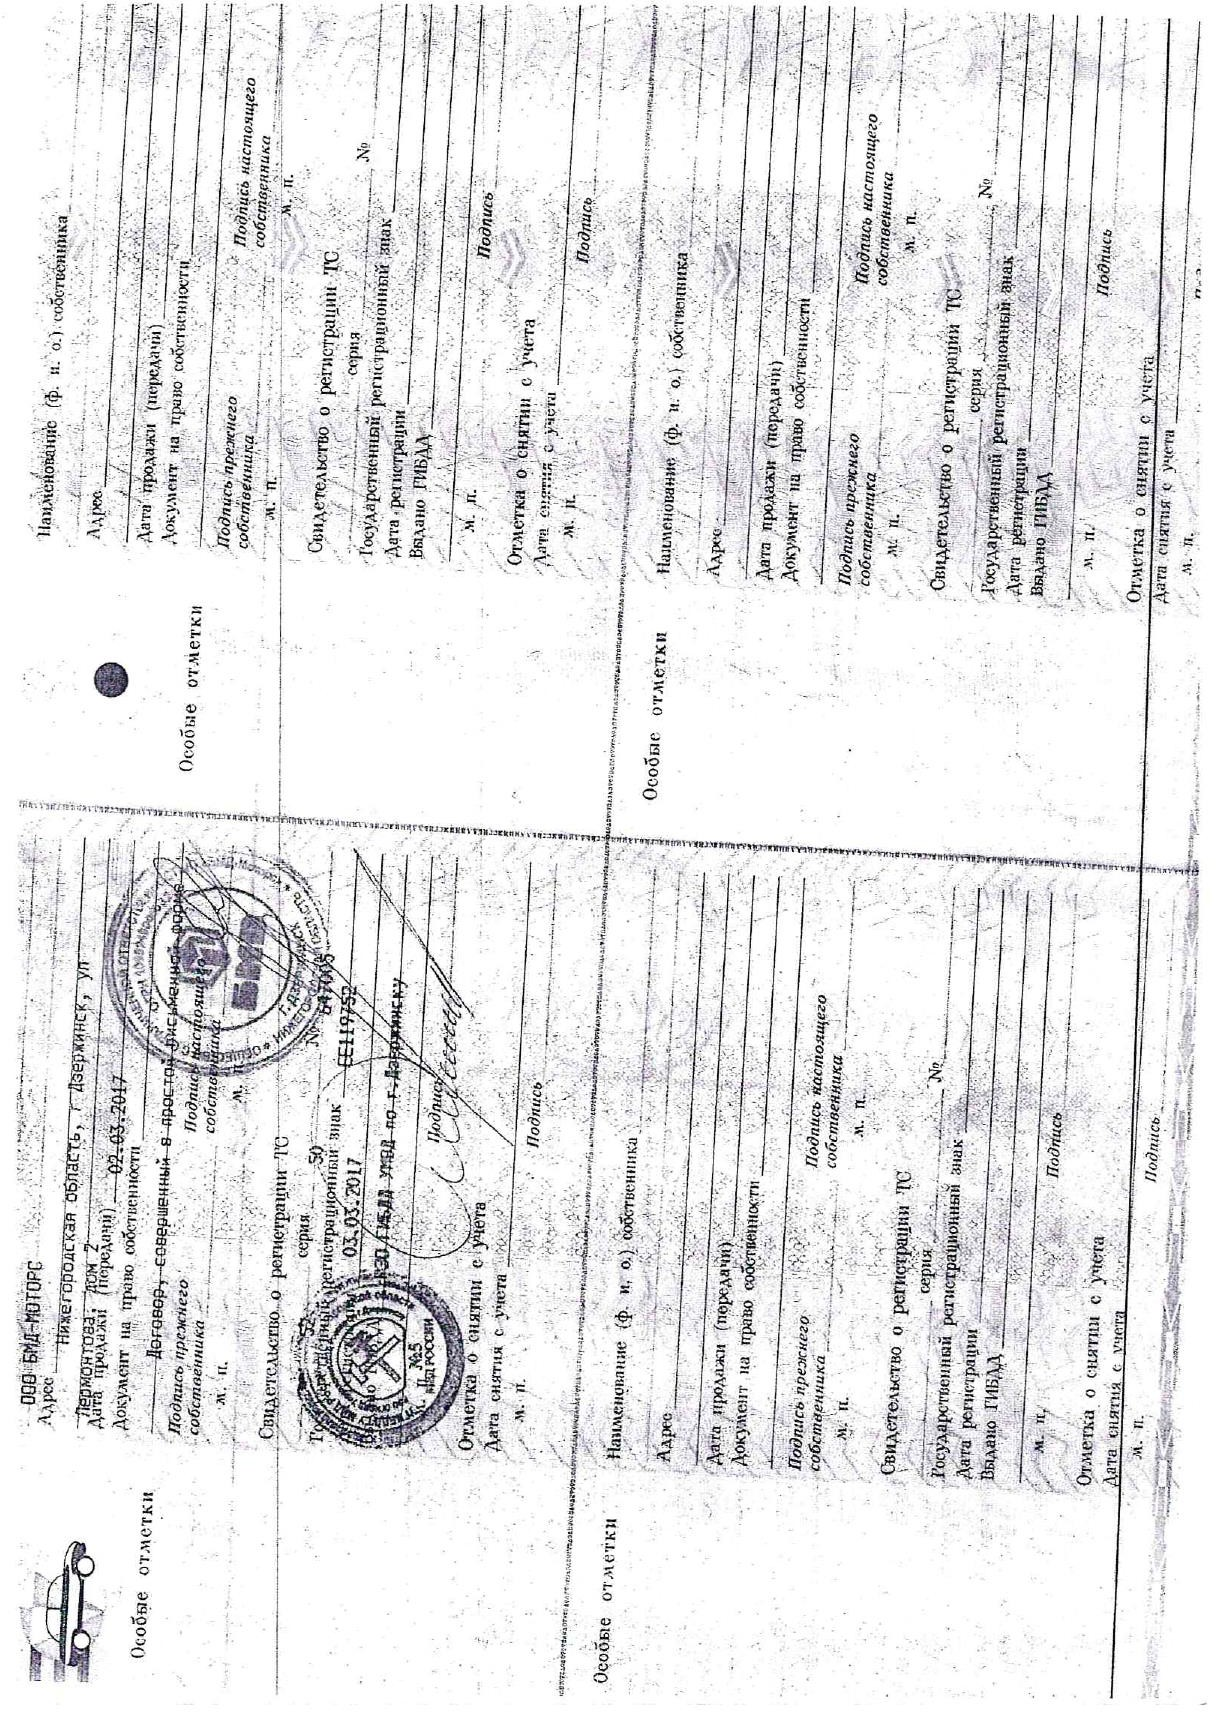 Особые отметки
ООО БМД-МОТОРС
Адрес Нижегородская область, г Дзержинск, ул
Лермонтова, дом 2
Дата продажи (передачи) 02.03.2017
Документ на право собственности
Договор, совершенный в простой письменной форме
Подпись прежнего собственника
Подпись настоящего собственника
м. п.
м. п.
Свидетельство о регистрации ТС
серия 52 50 №
Государственный регистрационный знак ЕЕ119752
03.03.2017
РЭО ГИБДД УМВД по г.Дзержинску
Подпись
№5
МВД РОССИИ
БМД
Г. ДЗЕРЖИНСК
Отметка о снятии с учета
Дата снятия с учета
м. п.
Подпись
Особые отметки
Наименование (ф. и. о.) собственника
Адрес
Дата продажи (передачи)
Документ на право собственности
Подпись прежнего собственника
Подпись настоящего собственника
м. п.
м. п.
Свидетельство о регистрации ТС
серия №
Государственный регистрационный знак
Дата регистрации
Выдано ГИБДД
м. п.
Подпись
Отметка о снятии с учета
Дата снятия с учета
м. п.
Подпись
Особые отметки
Наименование (ф. и. о.) собственника
Адрес
Дата продажи (передачи)
Документ на право собственности
Подпись прежнего собственника
Подпись настоящего собственника
м. п.
м. п.
Свидетельство о регистрации ТС
серия №
Государственный регистрационный знак
Дата регистрации
Выдано ГИБДД
м. п.
Подпись
Отметка о снятии с учета
Дата снятия с учета
м. п.
Подпись
Особые отметки
Наименование (ф. и. о.) собственника
Адрес
Дата продажи (передачи)
Документ на право собственности
Подпись прежнего собственника
Подпись настоящего собственника
м. п.
м. п.
Свидетельство о регистрации ТС
серия №
Государственный регистрационный знак
Дата регистрации
Выдано ГИБДД
м. п.
Подпись
Отметка о снятии с учета
Дата снятия с учета
м. п.